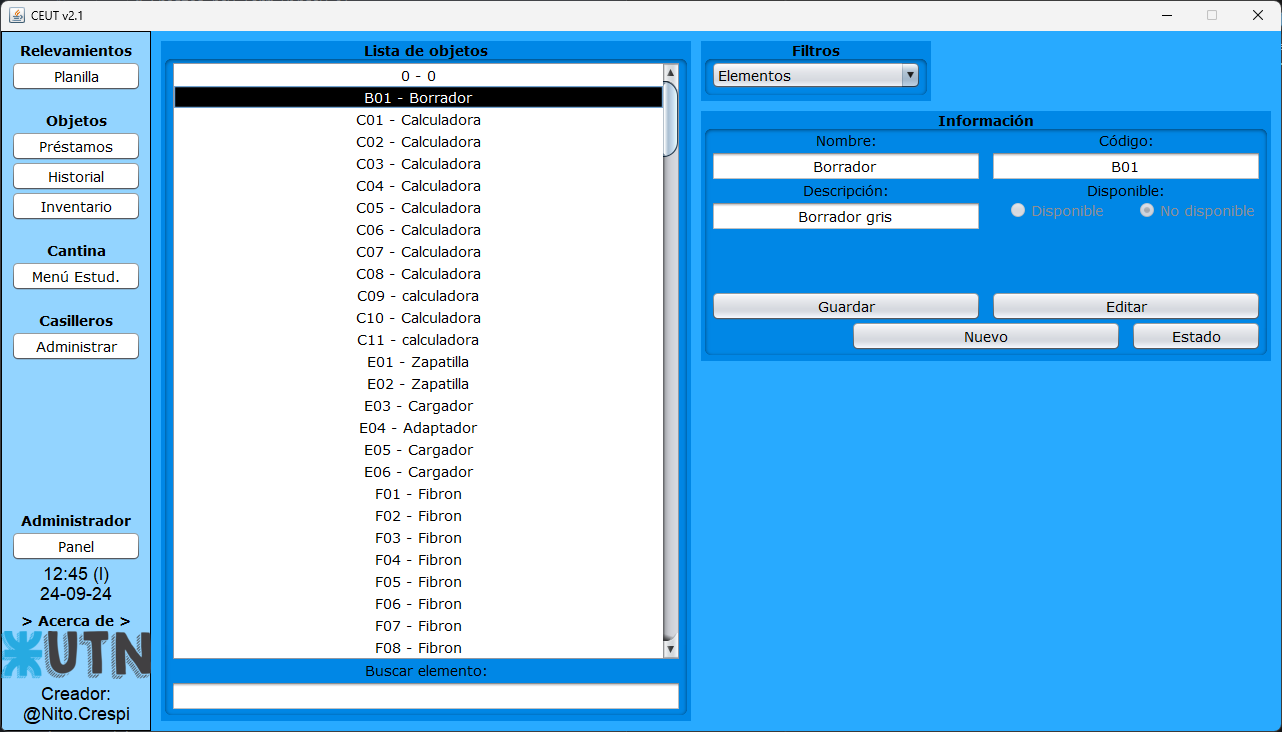 CEUT v2.1
Relevamientos
Planilla
Objetos
Préstamos
Historial
Inventario
Cantina
Menú Estud.
Casilleros
Administrar
Administrador
Panel
12:45 (I)
24-09-24
> Acerca de >
UTN
Creador:
@Nito.Crespi
Lista de objetos
0 - 0
B01 - Borrador
C01 - Calculadora
C02 - Calculadora
C03 - Calculadora
C04 - Calculadora
C05 - Calculadora
C06 - Calculadora
C07 - Calculadora
C08 - Calculadora
C09 - calculadora
C10 - Calculadora
C11 - calculadora
E01 - Zapatilla
E02 - Zapatilla
E03 - Cargador
E04 - Adaptador
E05 - Cargador
E06 - Cargador
F01 - Fibron
F02 - Fibron
F03 - Fibron
F04 - Fibron
F05 - Fibron
F06 - Fibron
F07 - Fibron
F08 - Fibron
Buscar elemento:
Filtros
Elementos
Información
Nombre: Código:
Borrador B01
Descripción: Disponible:
Borrador gris Disponible No disponible
Guardar Editar
Nuevo Estado